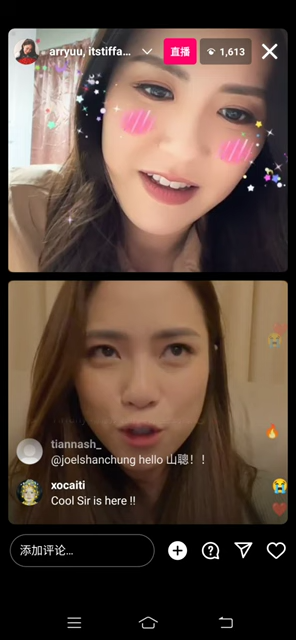 arryuu, itstiffa...
直播
1,613
tiannash_
@joelshanchung hello 山聰！！
xocaiti
Cool Sir is here !!
添加评论...